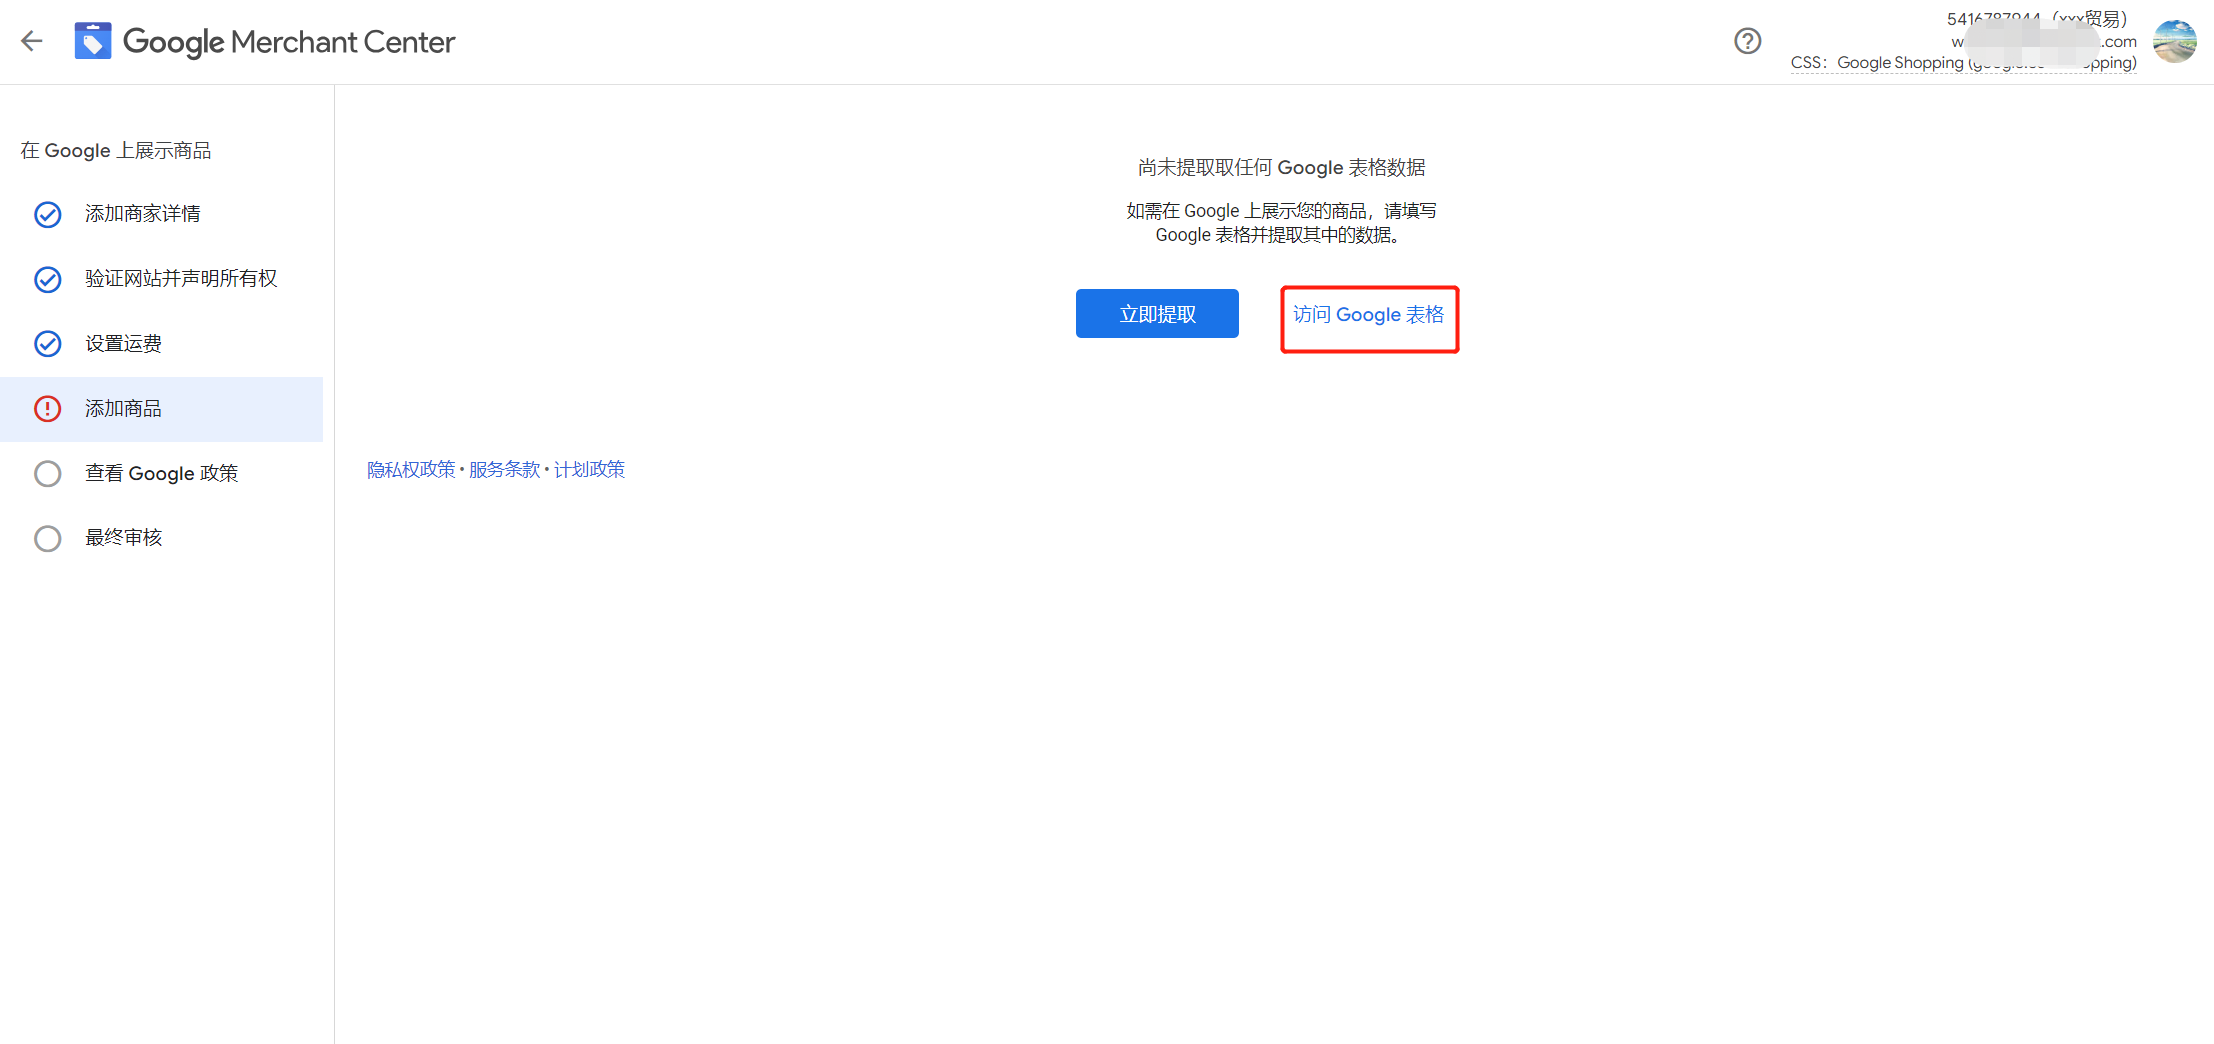 Google Merchant Center
(xxx贸易)
w
.com
CSS：Google Shopping
在 Google 上展示商品
添加商家详情
验证网站并声明所有权
设置运费
添加商品
查看 Google 政策
最终审核
尚未提取取任何 Google 表格数据
如需在 Google 上展示您的商品，请填写
Google 表格并提取其中的数据。
立即提取
访问 Google 表格
隐私权政策 • 服务条款 • 计划政策